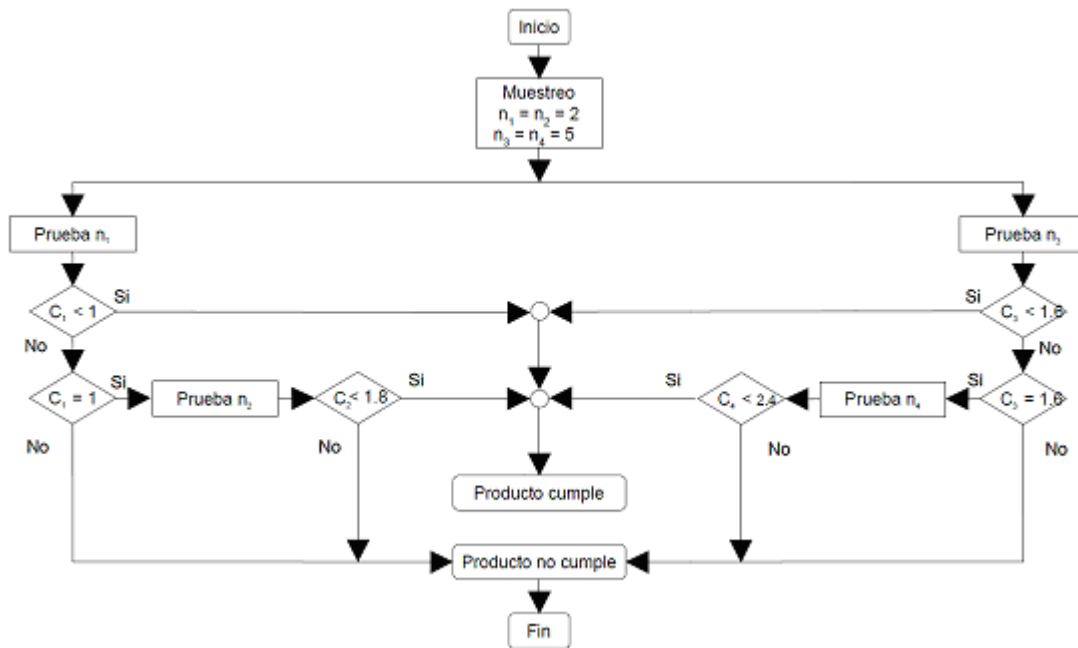 Inicio
Muestreo
n₁ = n₂ = 2
n₃ = n₄ = 5
Prueba n₁
Prueba n₃
C₁ < 1
Si
Si
C₃ < 1.6
No
No
C₁ = 1
Si
Prueba n₂
C₂ < 1.8
Si
Si
C₄ < 2.4
Prueba n₄
Si
C₃ = 1.6
No
No
No
No
Producto cumple
Producto no cumple
Fin